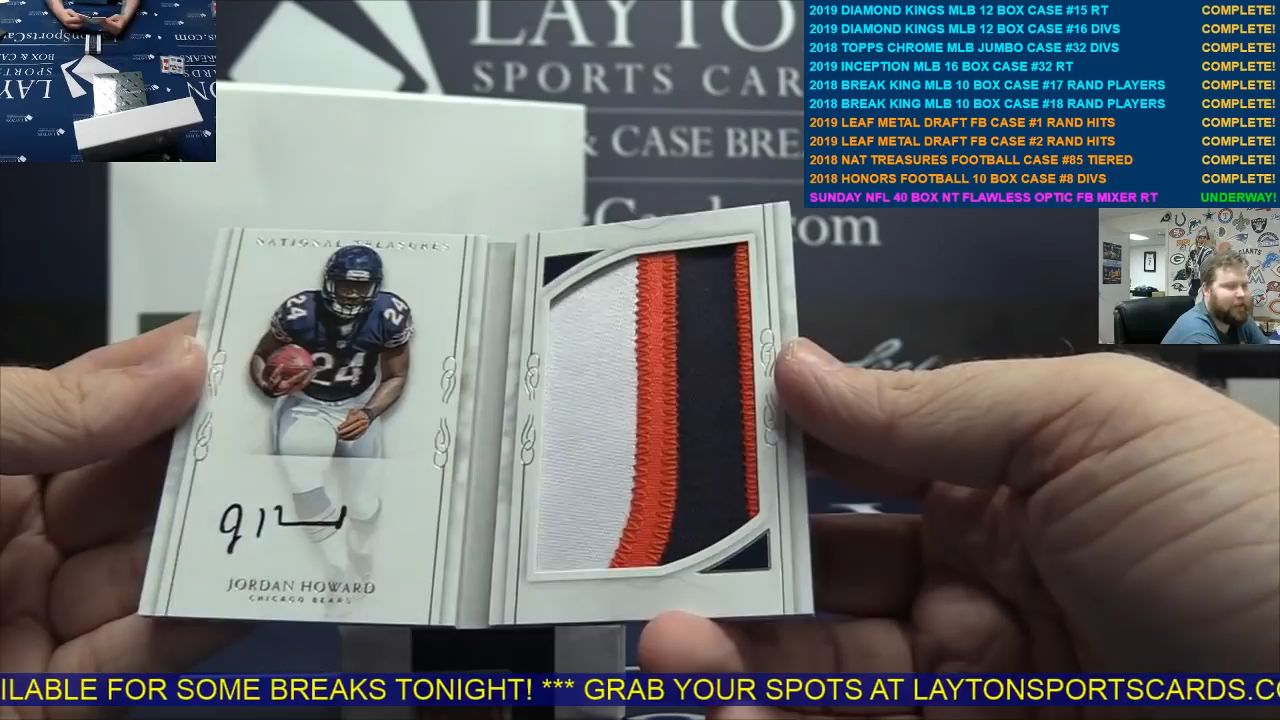 LAYTO
SPORTS CAR
& CASE BRE
.com
2019 DIAMOND KINGS MLB 12 BOX CASE #15 RT COMPLETE!
2019 DIAMOND KINGS MLB 12 BOX CASE #16 DIVS COMPLETE!
2018 TOPPS CHROME MLB JUMBO CASE #32 DIVS COMPLETE!
2019 INCEPTION MLB 16 BOX CASE #32 RT COMPLETE!
2018 BREAK KING MLB 10 BOX CASE #17 RAND PLAYERS COMPLETE!
2018 BREAK KING MLB 10 BOX CASE #18 RAND PLAYERS COMPLETE!
2019 LEAF METAL DRAFT FB CASE #1 RAND HITS COMPLETE!
2019 LEAF METAL DRAFT FB CASE #2 RAND HITS COMPLETE!
2018 NAT TREASURES FOOTBALL CASE #85 TIERED COMPLETE!
2018 HONORS FOOTBALL 10 BOX CASE #8 DIVS COMPLETE!
SUNDAY NFL 40 BOX NT FLAWLESS OPTIC FB MIXER RT UNDERWAY!
NATIONAL TREASURES
24 24
24
JORDAN HOWARD
CHICAGO BEARS
ILABLE FOR SOME BREAKS TONIGHT! *** GRAB YOUR SPOTS AT LAYTONSPORTSCARDS.C